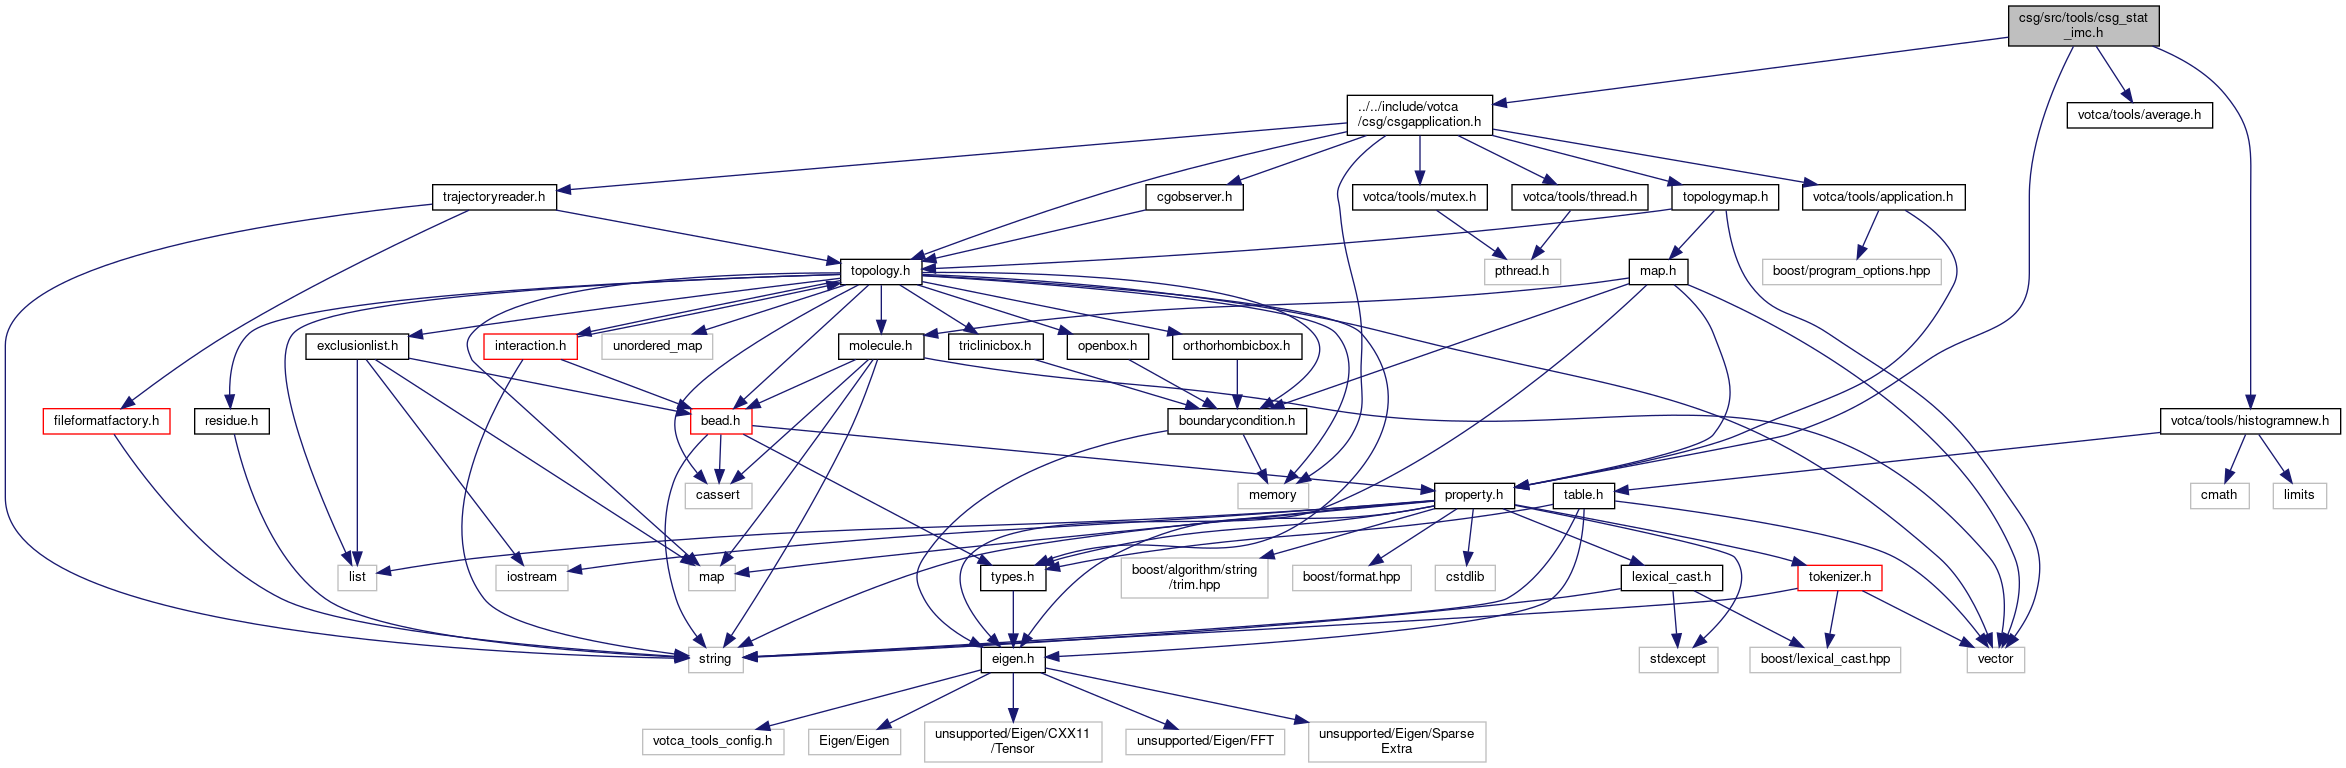 csg/src/tools/csg_stat
_imc.h
../../include/votca
/csg/csgapplication.h
votca/tools/average.h
trajectoryreader.h
cgobserver.h
votca/tools/mutex.h
votca/tools/thread.h
topologymap.h
votca/tools/application.h
topology.h
pthread.h
map.h
boost/program_options.hpp
exclusionlist.h
interaction.h
unordered_map
molecule.h
triclinicbox.h
openbox.h
orthorhombicbox.h
fileformatfactory.h
residue.h
bead.h
boundarycondition.h
votca/tools/histogramnew.h
cassert
memory
property.h
table.h
cmath
limits
list
iostream
map
types.h
boost/algorithm/string
/trim.hpp
boost/format.hpp
cstdlib
lexical_cast.h
tokenizer.h
string
eigen.h
stdexcept
boost/lexical_cast.hpp
vector
votca_tools_config.h
Eigen/Eigen
unsupported/Eigen/CXX11
/Tensor
unsupported/Eigen/FFT
unsupported/Eigen/Sparse
Extra